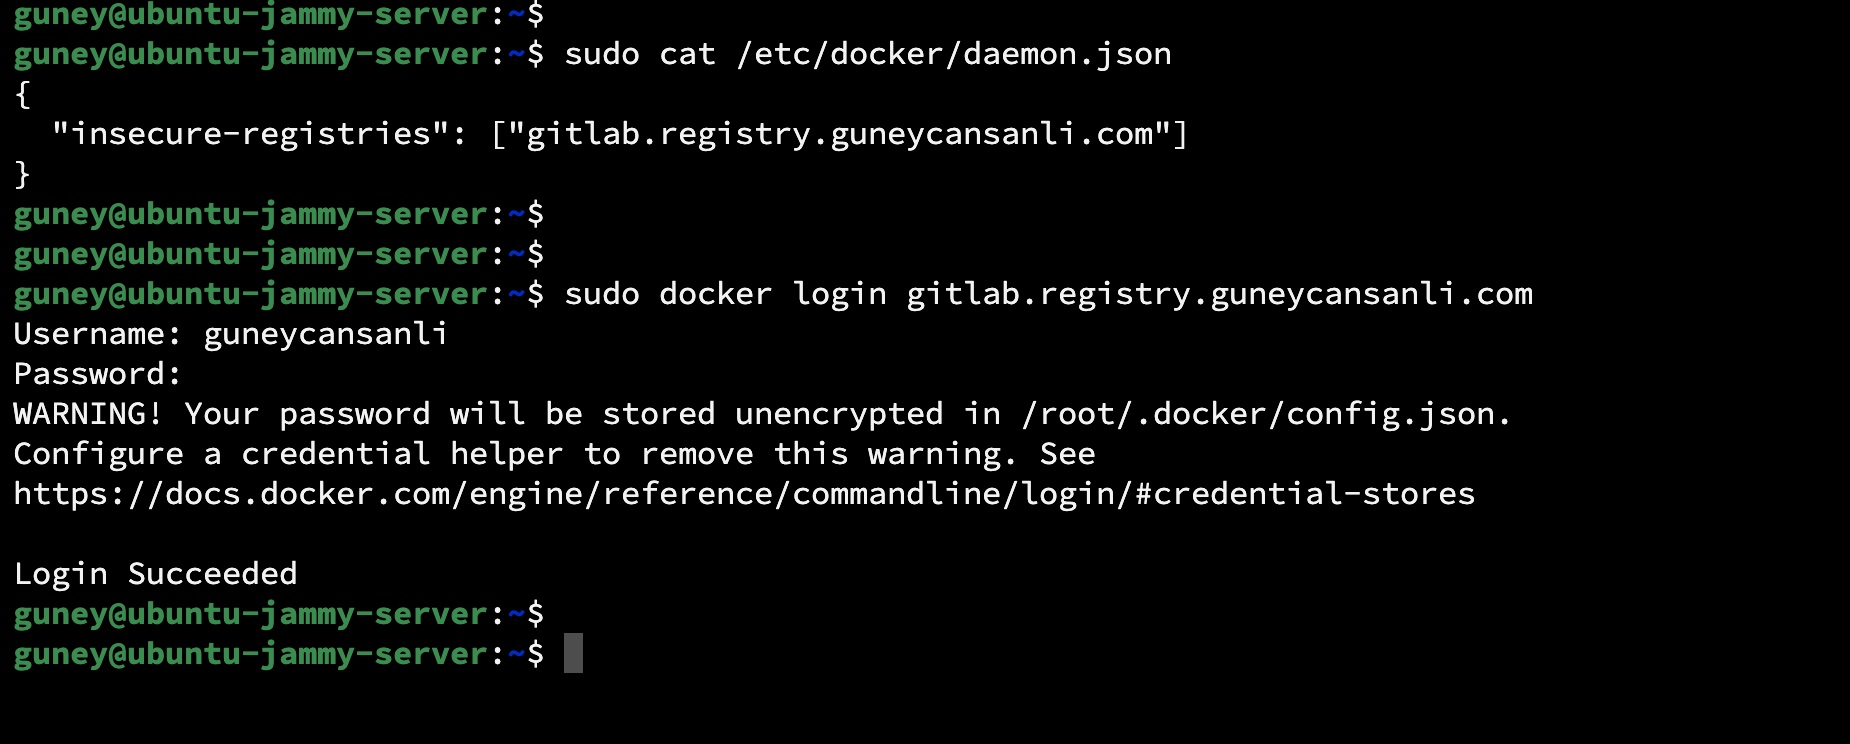 guney@ubuntu-jammy-server:~$
guney@ubuntu-jammy-server:~$ sudo cat /etc/docker/daemon.json
{
  "insecure-registries": ["gitlab.registry.guneycansanli.com"]
}
guney@ubuntu-jammy-server:~$
guney@ubuntu-jammy-server:~$
guney@ubuntu-jammy-server:~$ sudo docker login gitlab.registry.guneycansanli.com
Username: guneycansanli
Password:
WARNING! Your password will be stored unencrypted in /root/.docker/config.json.
Configure a credential helper to remove this warning. See
https://docs.docker.com/engine/reference/commandline/login/#credential-stores

Login Succeeded
guney@ubuntu-jammy-server:~$
guney@ubuntu-jammy-server:~$